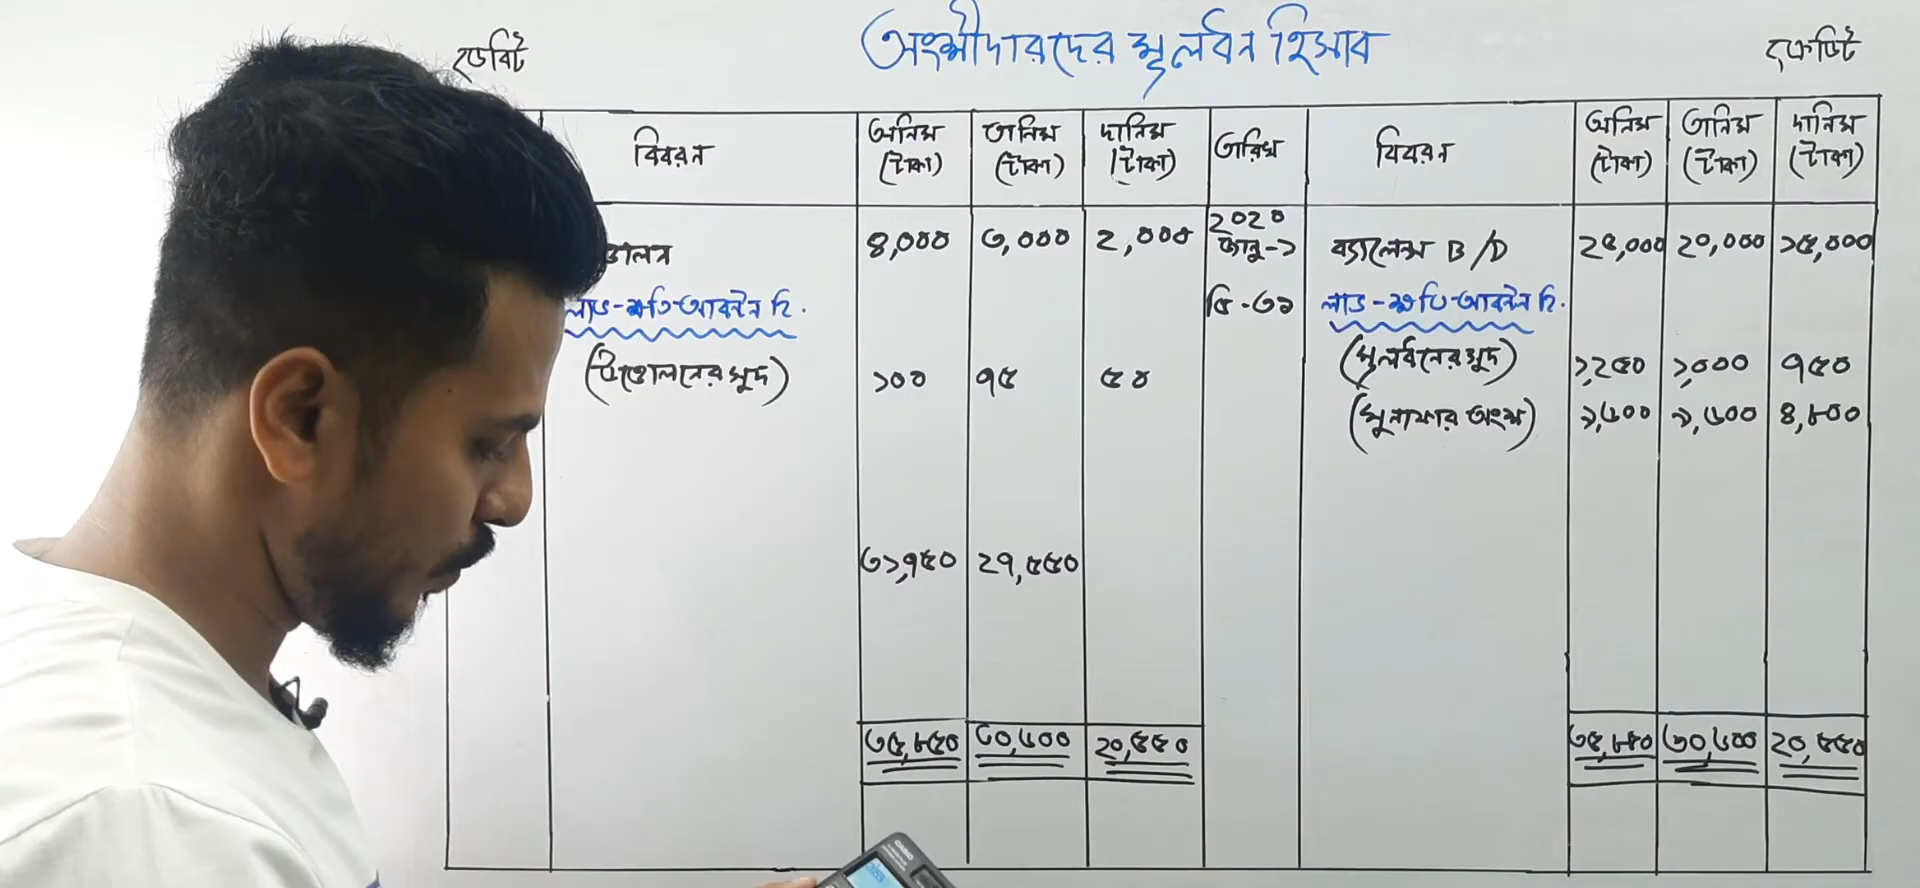 ডেবিট অংশীদারদের মূলধন হিসাব ক্রেডিট
বিবরন অনিম (টাকা) তানিম (টাকা) দানিম (টাকা) তারিখ বিবরন অনিম (টাকা) তানিম (টাকা) দানিম (টাকা)
৪,০০০ ৩,০০০ ২,০০০ ২০২০ জানু-১ ব্যালেন্স B/D ২৫,০০০ ২০,০০০ ১৫,০০০
লাভ-ক্ষতি-আবন্টন হি. ডি-৩১ লাভ-ক্ষতি-আবন্টন হি.
(উত্তোলনের সুদ) ১০০ ৭৫ ৫০ (মূলধনের সুদ) ১,২৫০ ১,০০০ ৭৫০
(মুনাফার অংশ) ৯,৬০০ ৯,৬০০ ৪,৮০০
৩১,৭৫০ ২৭,৫৫০
৩৫,৮৫০ ৩০,৬০০ ২০,৫৫০ ৩৫,৮৫০ ৩০,৬০০ ২০,৫৫০
CASIO